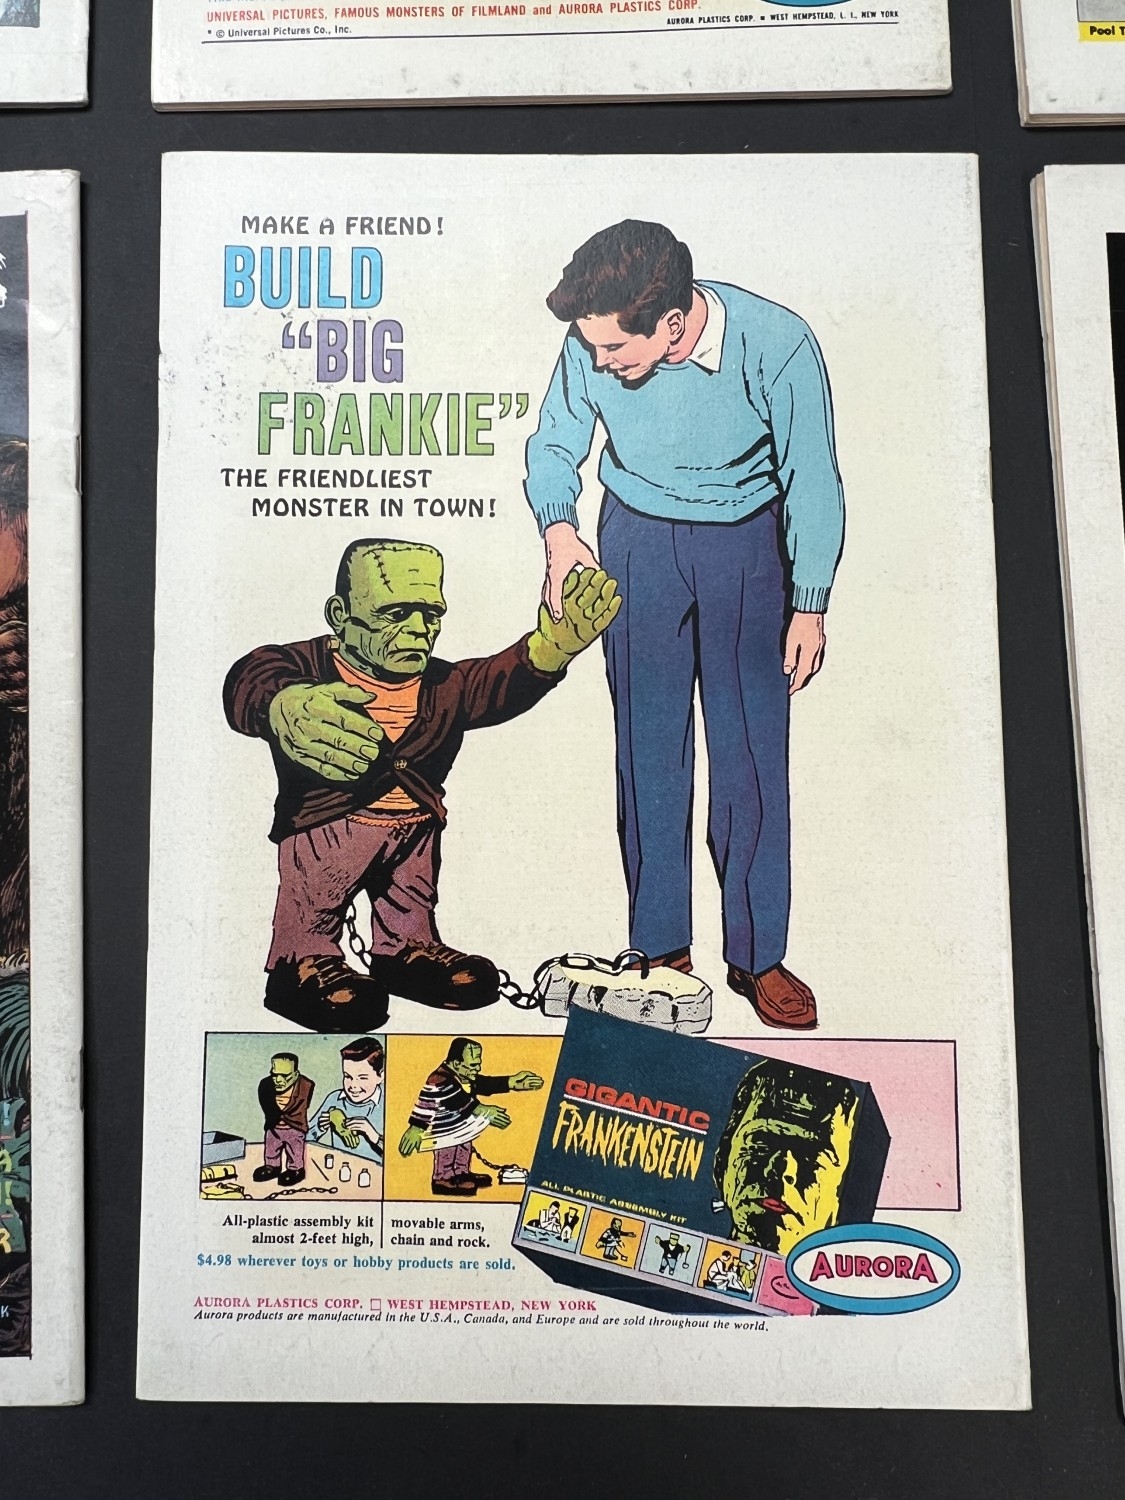 UNIVERSAL PICTURES, FAMOUS MONSTERS OF FILMLAND and AURORA PLASTICS CORP.
AURORA PLASTICS CORP. ■ WEST HEMPSTEAD, L. I., NEW YORK
* © Universal Pictures Co., Inc.
Pool T
MAKE A FRIEND!
BUILD
“BIG
FRANKIE”
THE FRIENDLIEST
MONSTER IN TOWN!
GIGANTIC
FRANKENSTEIN
ALL PLASTIC ASSEMBLY KIT
All-plastic assembly kit
almost 2-feet high,
movable arms,
chain and rock.
$4.98 wherever toys or hobby products are sold.
AURORA
AURORA PLASTICS CORP. □ WEST HEMPSTEAD, NEW YORK
Aurora products are manufactured in the U.S.A., Canada, and Europe and are sold throughout the world.